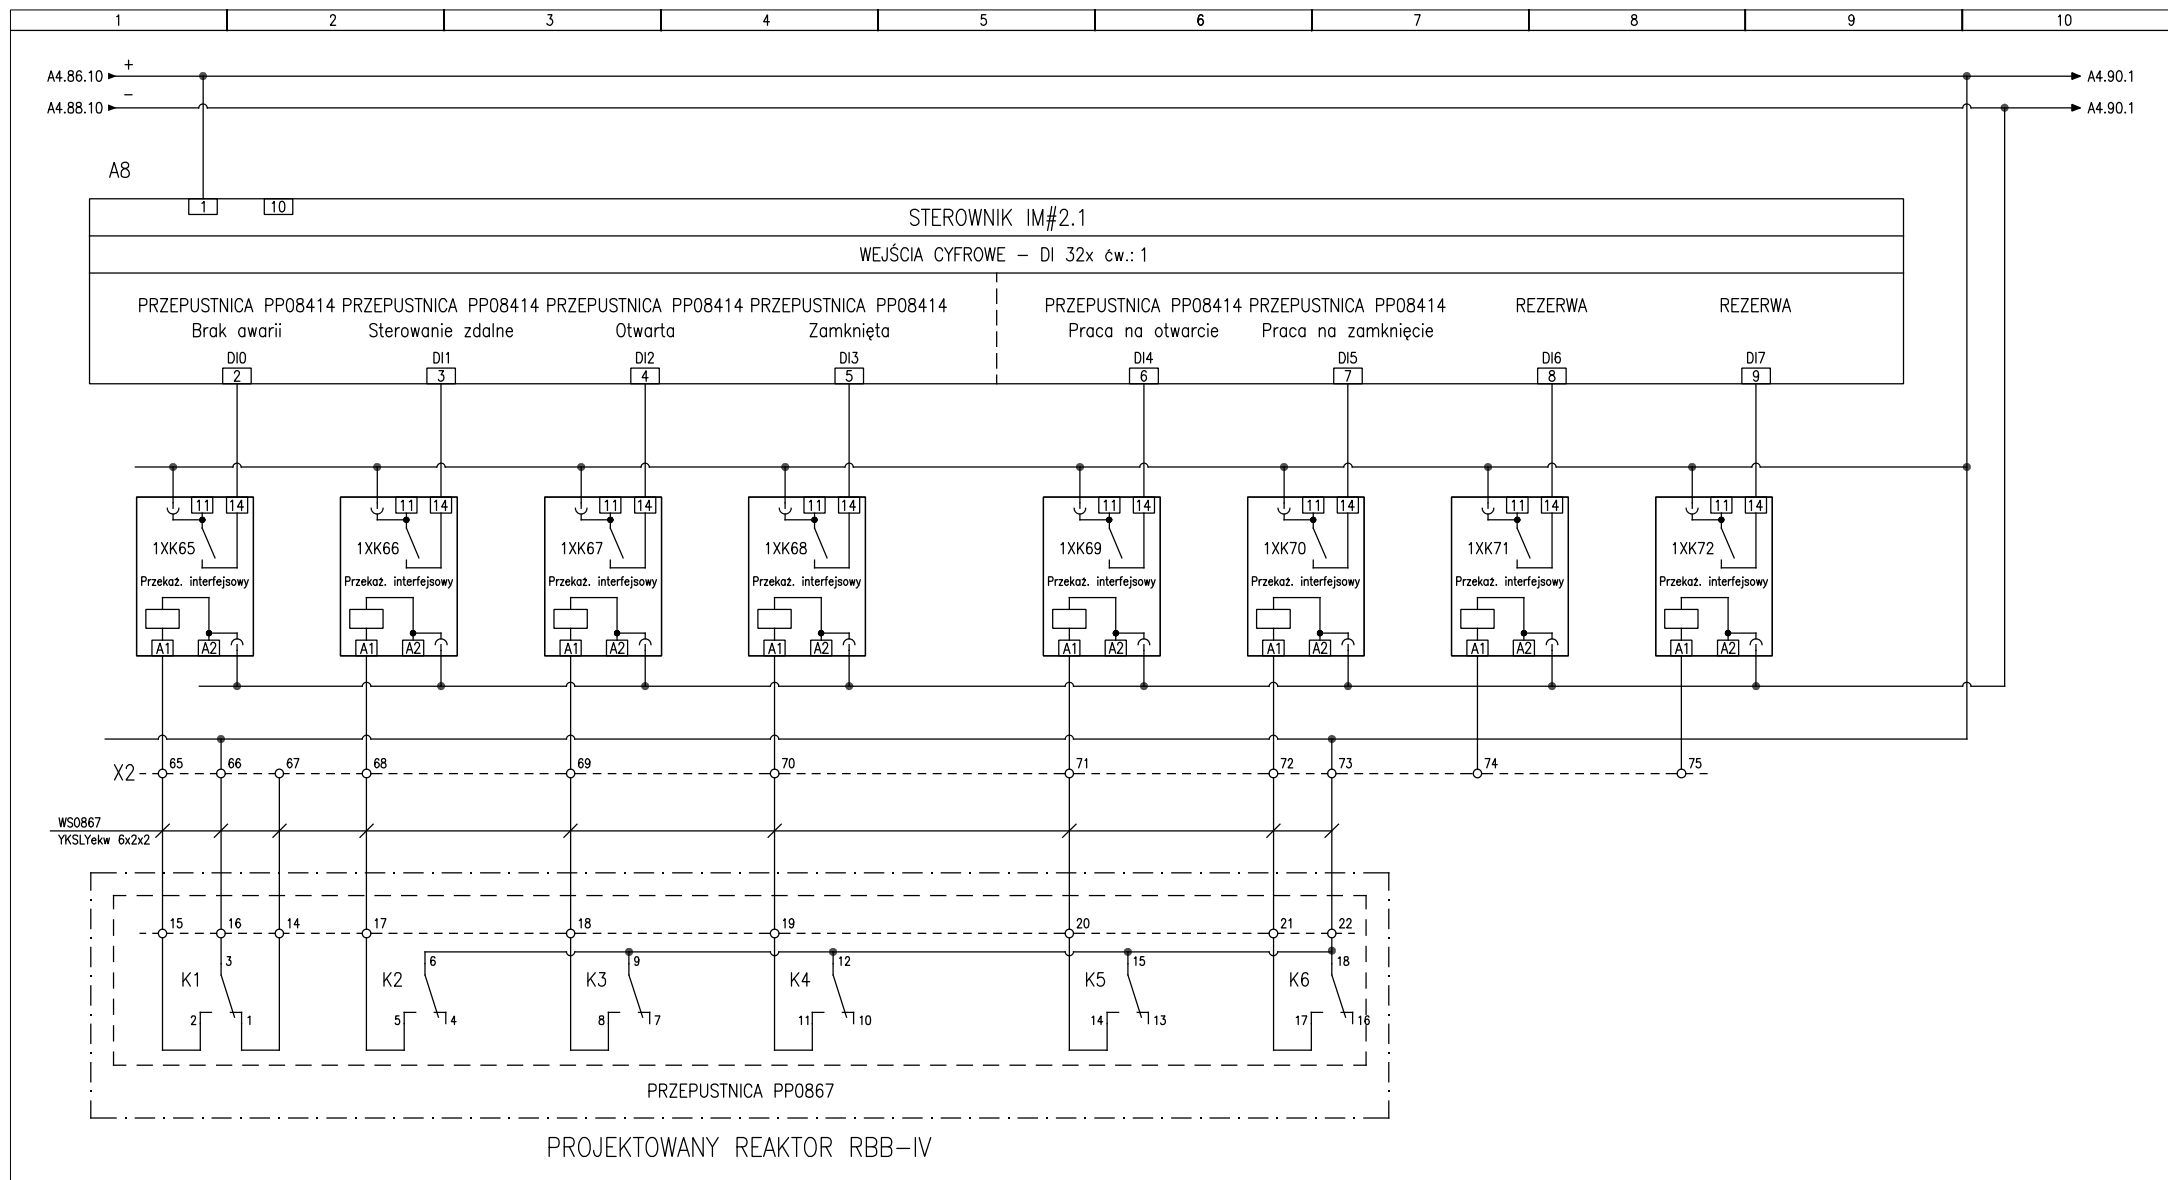 1 2 3 4 5 6 7 8 9 10
+
A4.86.10 A4.90.1
−
A4.88.10 A4.90.1
A8
1 10
STEROWNIK IM#2.1
WEJŚCIA CYFROWE – DI 32x ćw.: 1
PRZEPUSTNICA PP08414 PRZEPUSTNICA PP08414 PRZEPUSTNICA PP08414 PRZEPUSTNICA PP08414 PRZEPUSTNICA PP08414 PRZEPUSTNICA PP08414 REZERWA REZERWA
Brak awarii Sterowanie zdalne Otwarta Zamknięta Praca na otwarcie Praca na zamknięcie
DI0 DI1 DI2 DI3 DI4 DI5 DI6 DI7
2 3 4 5 6 7 8 9
11 14 11 14 11 14 11 14 11 14 11 14 11 14 11 14
1XK65 1XK66 1XK67 1XK68 1XK69 1XK70 1XK71 1XK72
Przekaż. interfejsowy Przekaż. interfejsowy Przekaż. interfejsowy Przekaż. interfejsowy Przekaż. interfejsowy Przekaż. interfejsowy Przekaż. interfejsowy Przekaż. interfejsowy
A1 A2 A1 A2 A1 A2 A1 A2 A1 A2 A1 A2 A1 A2 A1 A2
X2 65 66 67 68 69 70 71 72 73 74 75
WS0867
YKSLYekw 6x2x2
15 16 14 17 18 19 20 21 22
3 6 9 12 15 18
K1 K2 K3 K4 K5 K6
2 1 5 4 8 7 11 10 14 13 17 16
PRZEPUSTNICA PP0867
PROJEKTOWANY REAKTOR RBB–IV